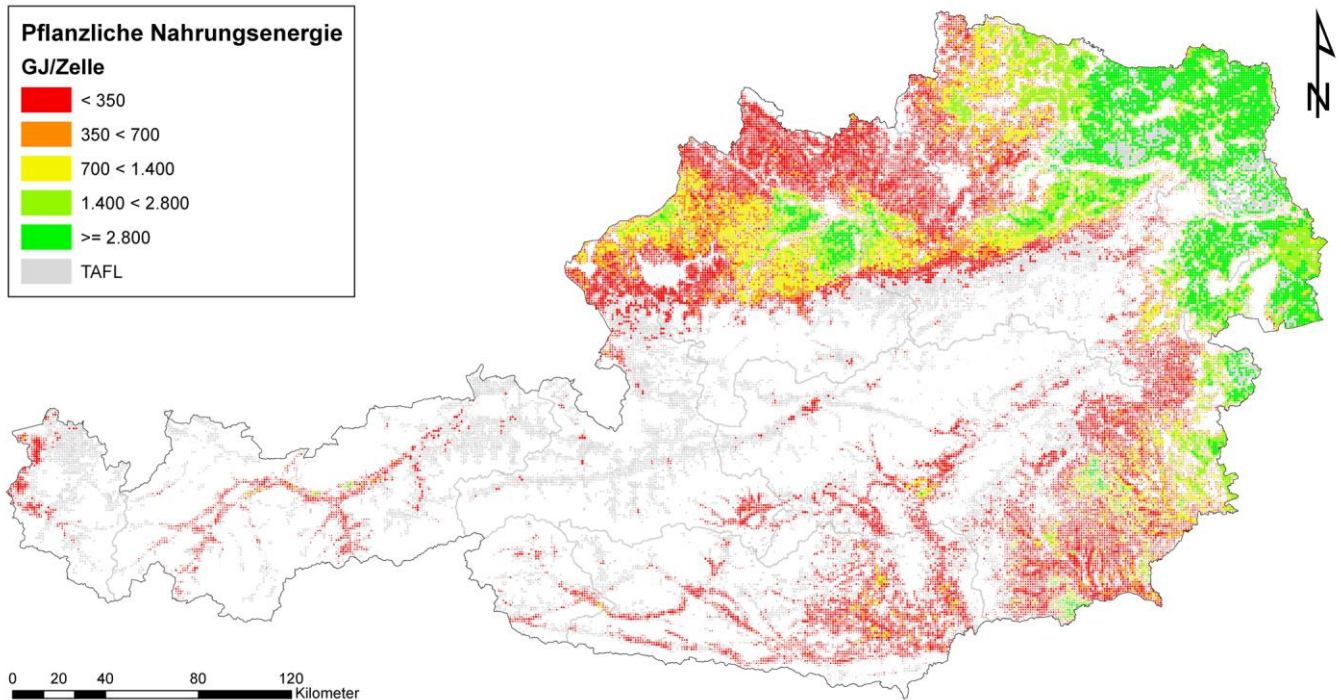 Pflanzliche Nahrungsenergie
GJ/Zelle
< 350
350 < 700
700 < 1.400
1.400 < 2.800
>= 2.800
TAFL
N
0 20 40 80 120
Kilometer